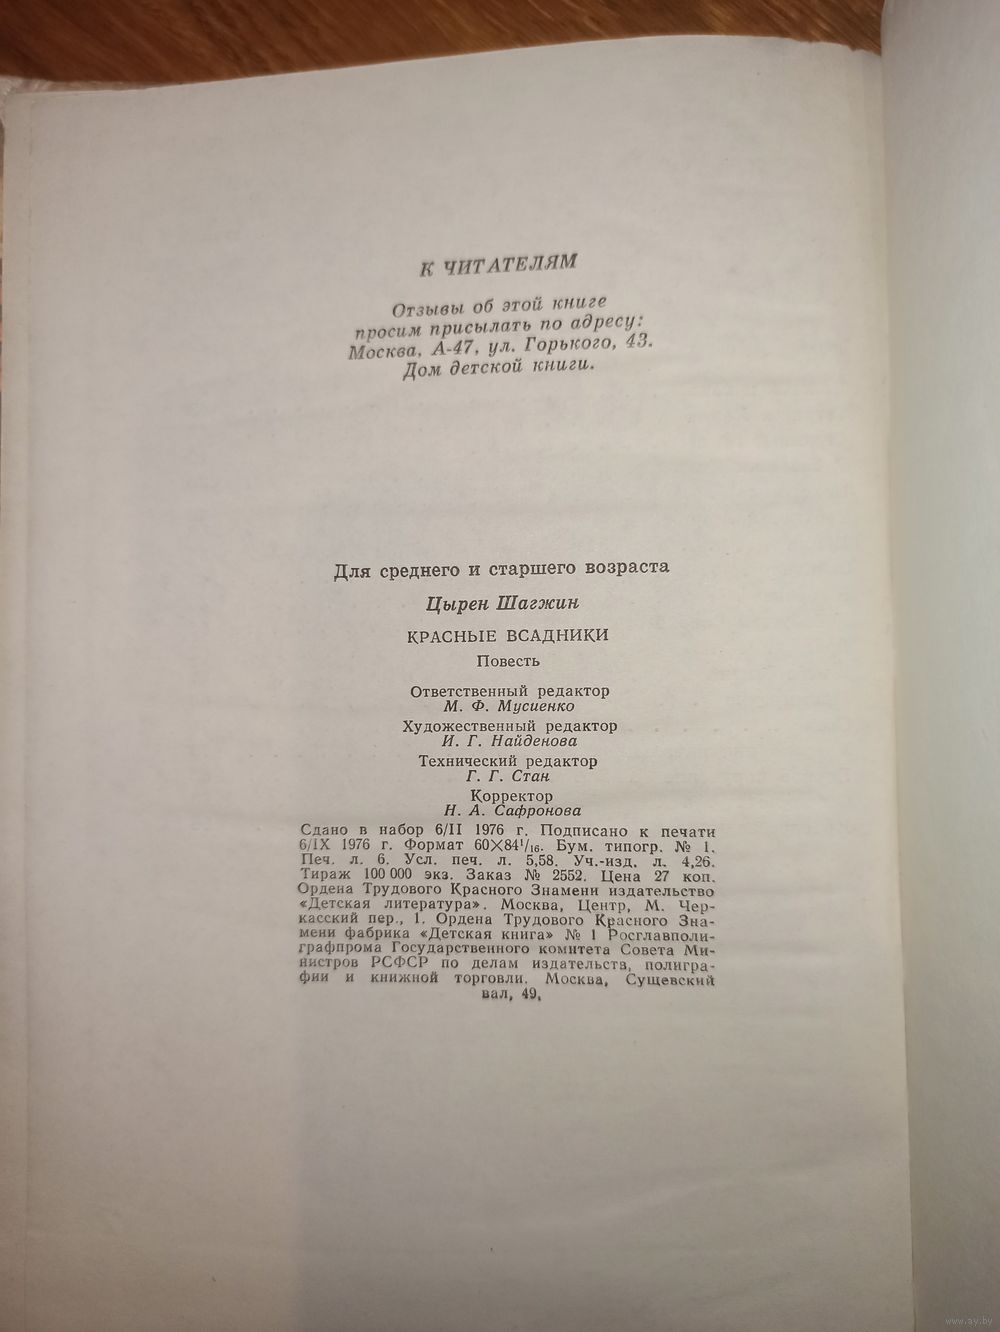 К ЧИТАТЕЛЯМ
Отзывы об этой книге
просим присылать по адресу:
Москва, А-47, ул. Горького, 43.
Дом детской книги.
Для среднего и старшего возраста
Цырен Шагжин
КРАСНЫЕ ВСАДНИКИ
Повесть
Ответственный редактор
М. Ф. Мусиенко
Художественный редактор
И. Г. Найденова
Технический редактор
Г. Г. Стан
Корректор
Н. А. Сафронова
Сдано в набор 6/II 1976 г. Подписано к печати
6/IX 1976 г. Формат 60×84¹/₁₆. Бум. типогр. № 1.
Печ. л. 6. Усл. печ. л. 5,58. Уч.-изд. л. 4,26.
Тираж 100 000 экз. Заказ № 2552. Цена 27 коп.
Ордена Трудового Красного Знамени издательство
«Детская литература». Москва, Центр, М. Чер-
касский пер., 1. Ордена Трудового Красного Зна-
мени фабрика «Детская книга» № 1 Росглавполи-
графпрома Государственного комитета Совета Ми-
нистров РСФСР по делам издательств, полигра-
фии и книжной торговли. Москва, Сущевский
вал, 49.
www.ay.by